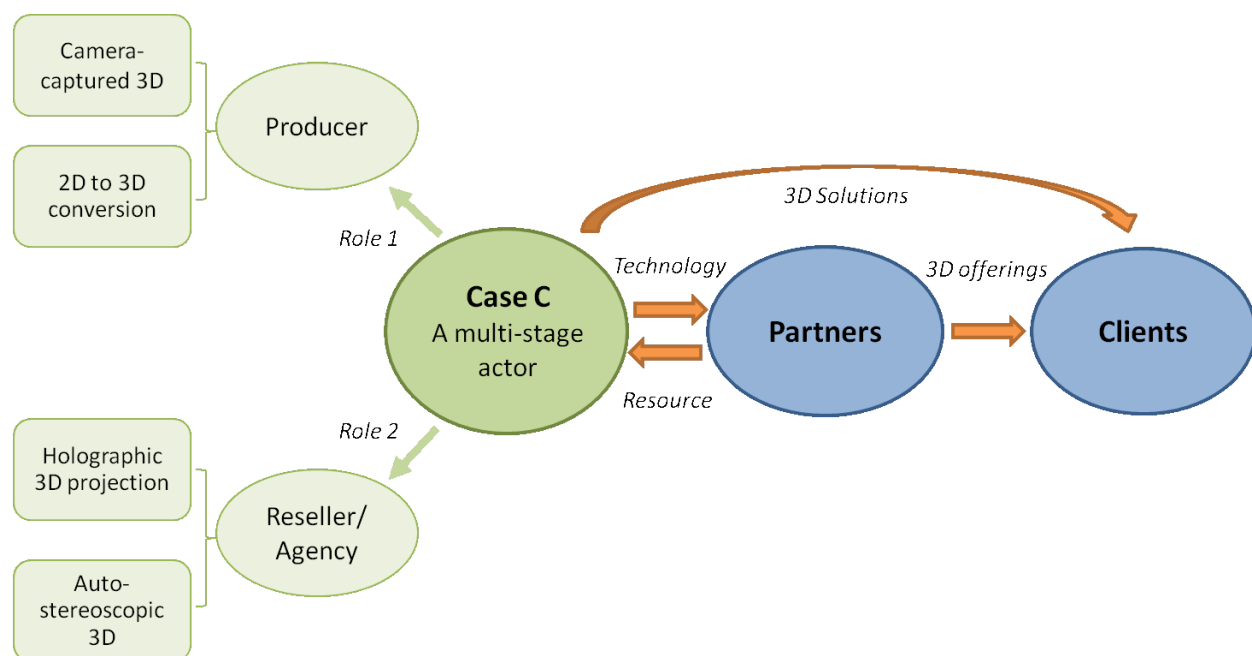 Camera-
captured 3D
Producer
2D to 3D
conversion
Role 1
3D Solutions
Technology
3D offerings
Case C
A multi-stage
actor
Partners
Clients
Resource
Role 2
Holographic
3D projection
Reseller/
Agency
Auto-
stereoscopic
3D